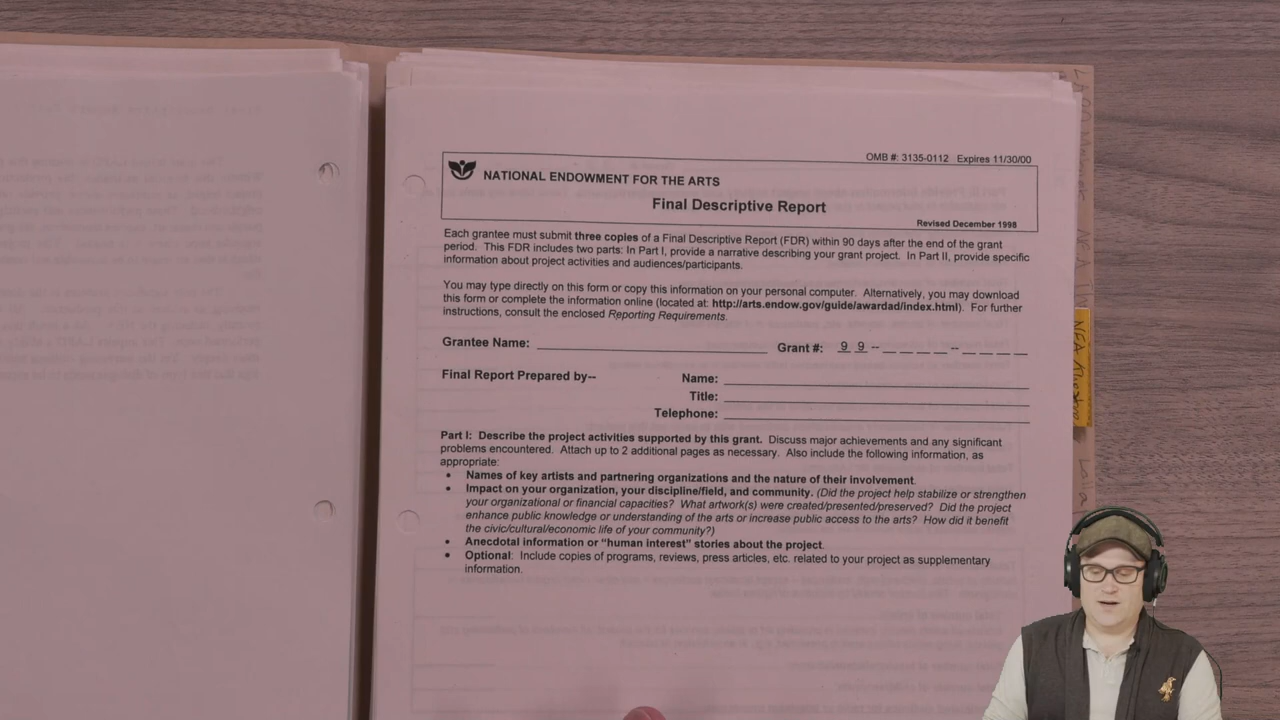 OMB #: 3135-0112 Expires 11/30/00
NATIONAL ENDOWMENT FOR THE ARTS
Final Descriptive Report
Revised December 1998
Each grantee must submit three copies of a Final Descriptive Report (FDR) within 90 days after the end of the grant
period. This FDR includes two parts: In Part I, provide a narrative describing your grant project. In Part II, provide specific
information about project activities and audiences/participants.
You may type directly on this form or copy this information on your personal computer. Alternatively, you may download
this form or complete the information online (located at: http://arts.endow.gov/guide/awardad/index.html). For further
instructions, consult the enclosed Reporting Requirements.
Grantee Name: Grant #: 9 9 -- _ _ _ _ -- _ _ _ _
Final Report Prepared by-- Name:
Title:
Telephone:
Part I: Describe the project activities supported by this grant. Discuss major achievements and any significant
problems encountered. Attach up to 2 additional pages as necessary. Also include the following information, as
appropriate:
• Names of key artists and partnering organizations and the nature of their involvement.
• Impact on your organization, your discipline/field, and community. (Did the project help stabilize or strengthen
your organizational or financial capacities? What artwork(s) were created/presented/preserved? Did the project
enhance public knowledge or understanding of the arts or increase public access to the arts? How did it benefit
the civic/cultural/economic life of your community?)
• Anecdotal information or “human interest” stories about the project.
• Optional: Include copies of programs, reviews, press articles, etc. related to your project as supplementary
information.